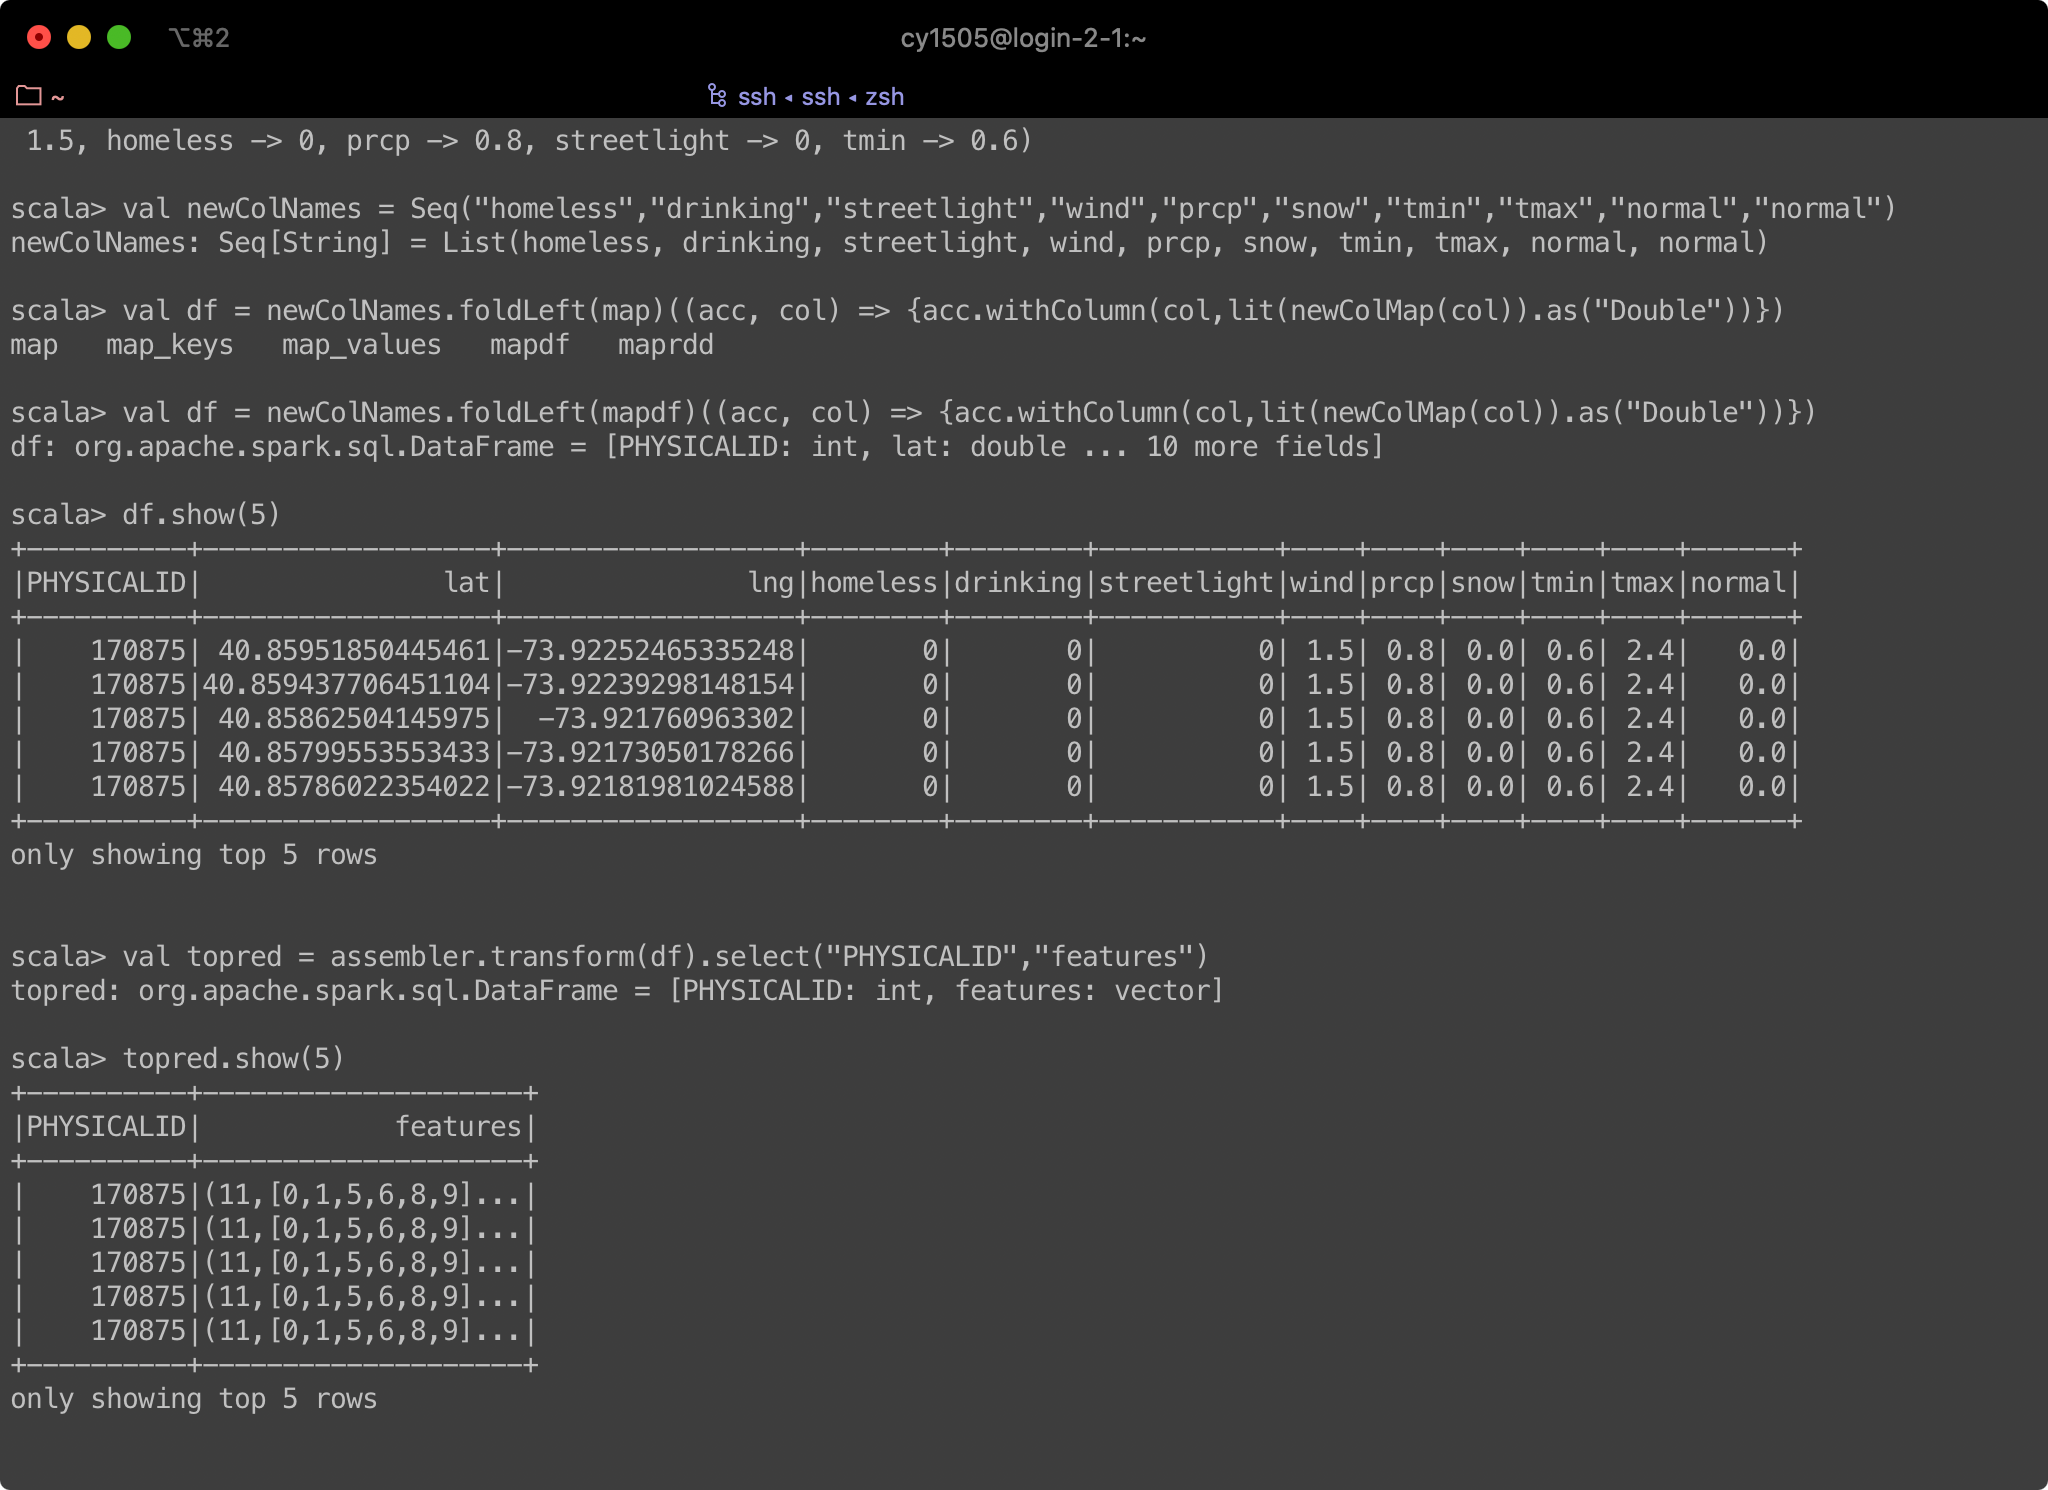 ⌥⌘2
cy1505@login-2-1:~
~
ssh ◂ ssh ◂ zsh
 1.5, homeless -> 0, prcp -> 0.8, streetlight -> 0, tmin -> 0.6)
scala> val newColNames = Seq("homeless","drinking","streetlight","wind","prcp","snow","tmin","tmax","normal","normal")
newColNames: Seq[String] = List(homeless, drinking, streetlight, wind, prcp, snow, tmin, tmax, normal, normal)
scala> val df = newColNames.foldLeft(map)((acc, col) => {acc.withColumn(col,lit(newColMap(col)).as("Double"))})
map   map_keys   map_values   mapdf   maprdd
scala> val df = newColNames.foldLeft(mapdf)((acc, col) => {acc.withColumn(col,lit(newColMap(col)).as("Double"))})
df: org.apache.spark.sql.DataFrame = [PHYSICALID: int, lat: double ... 10 more fields]
scala> df.show(5)
+----------+------------------+------------------+--------+--------+-----------+----+----+----+----+----+------+
|PHYSICALID|               lat|               lng|homeless|drinking|streetlight|wind|prcp|snow|tmin|tmax|normal|
+----------+------------------+------------------+--------+--------+-----------+----+----+----+----+----+------+
|    170875| 40.85951850445461|-73.92252465335248|       0|       0|          0| 1.5| 0.8| 0.0| 0.6| 2.4|   0.0|
|    170875|40.859437706451104|-73.92239298148154|       0|       0|          0| 1.5| 0.8| 0.0| 0.6| 2.4|   0.0|
|    170875| 40.85862504145975|  -73.921760963302|       0|       0|          0| 1.5| 0.8| 0.0| 0.6| 2.4|   0.0|
|    170875| 40.85799553553433|-73.92173050178266|       0|       0|          0| 1.5| 0.8| 0.0| 0.6| 2.4|   0.0|
|    170875| 40.85786022354022|-73.92181981024588|       0|       0|          0| 1.5| 0.8| 0.0| 0.6| 2.4|   0.0|
+----------+------------------+------------------+--------+--------+-----------+----+----+----+----+----+------+
only showing top 5 rows
scala> val topred = assembler.transform(df).select("PHYSICALID","features")
topred: org.apache.spark.sql.DataFrame = [PHYSICALID: int, features: vector]
scala> topred.show(5)
+----------+--------------------+
|PHYSICALID|            features|
+----------+--------------------+
|    170875|(11,[0,1,5,6,8,9]...|
|    170875|(11,[0,1,5,6,8,9]...|
|    170875|(11,[0,1,5,6,8,9]...|
|    170875|(11,[0,1,5,6,8,9]...|
|    170875|(11,[0,1,5,6,8,9]...|
+----------+--------------------+
only showing top 5 rows